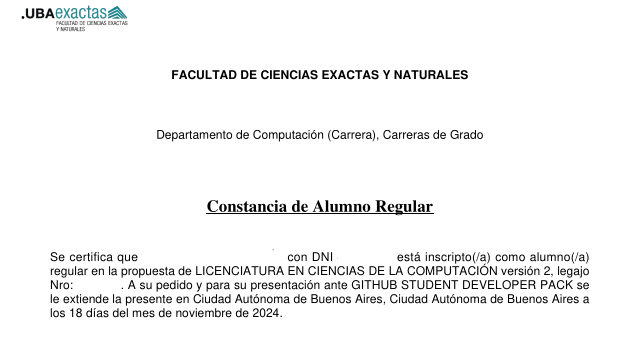 .UBAexactas
FACULTAD DE CIENCIAS EXACTAS
Y NATURALES
FACULTAD DE CIENCIAS EXACTAS Y NATURALES
Departamento de Computación (Carrera), Carreras de Grado
Constancia de Alumno Regular
Se certifica que con DNI está inscripto(/a) como alumno(/a)
regular en la propuesta de LICENCIATURA EN CIENCIAS DE LA COMPUTACIÓN versión 2, legajo
Nro: . A su pedido y para su presentación ante GITHUB STUDENT DEVELOPER PACK se
le extiende la presente en Ciudad Autónoma de Buenos Aires, Ciudad Autónoma de Buenos Aires a
los 18 días del mes de noviembre de 2024.